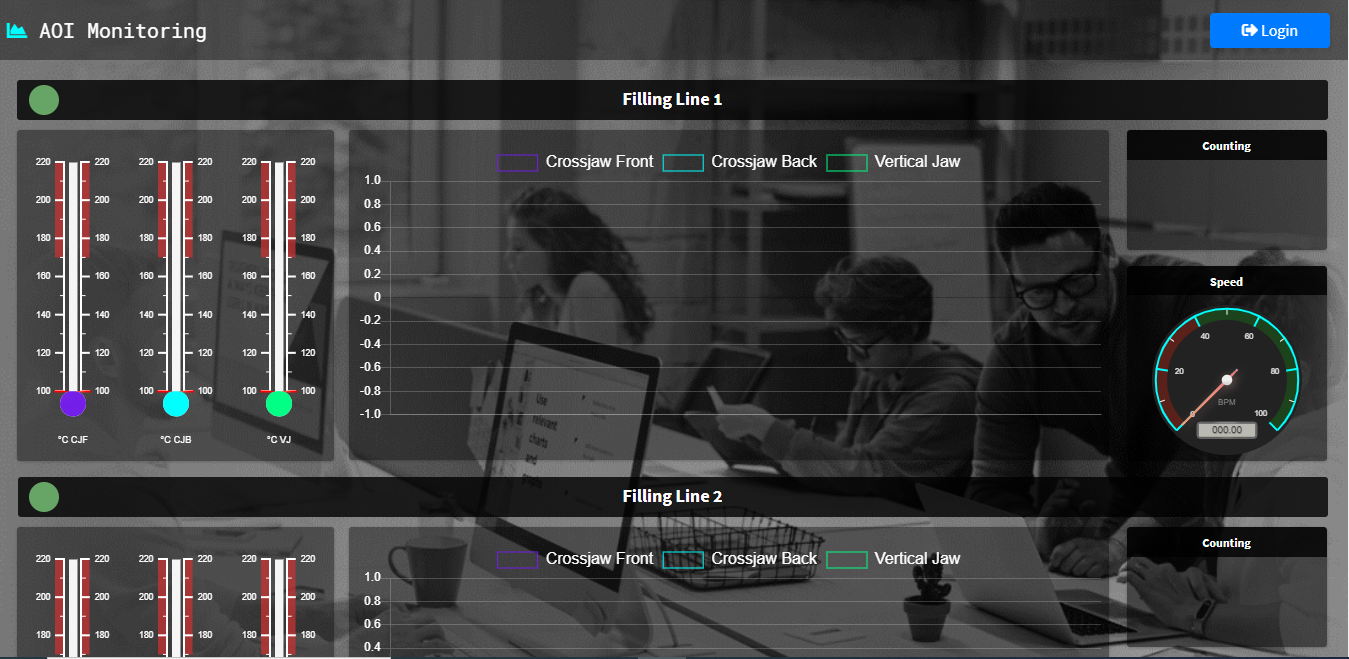 AOI Monitoring
Login
Filling Line 1
220 220 220 220 220 220
200 200 200 200 200 200
180 180 180 180 180 180
160 160 160 160 160 160
140 140 140 140 140 140
120 120 120 120 120 120
100 100 100 100 100 100
°C CJF °C CJB °C VJ
Crossjaw Front Crossjaw Back Vertical Jaw
1.0
0.8
0.6
0.4
0.2
0
-0.2
-0.4
-0.6
-0.8
-1.0
Use
relevant
charts
and
graphs
Counting
Speed
0 20 40 60 80 100
BPM
000.00
Filling Line 2
220 220 220 220 220 220
200 200 200 200 200 200
180 180 180 180 180 180
Crossjaw Front Crossjaw Back Vertical Jaw
1.0
0.8
0.6
0.4
Counting